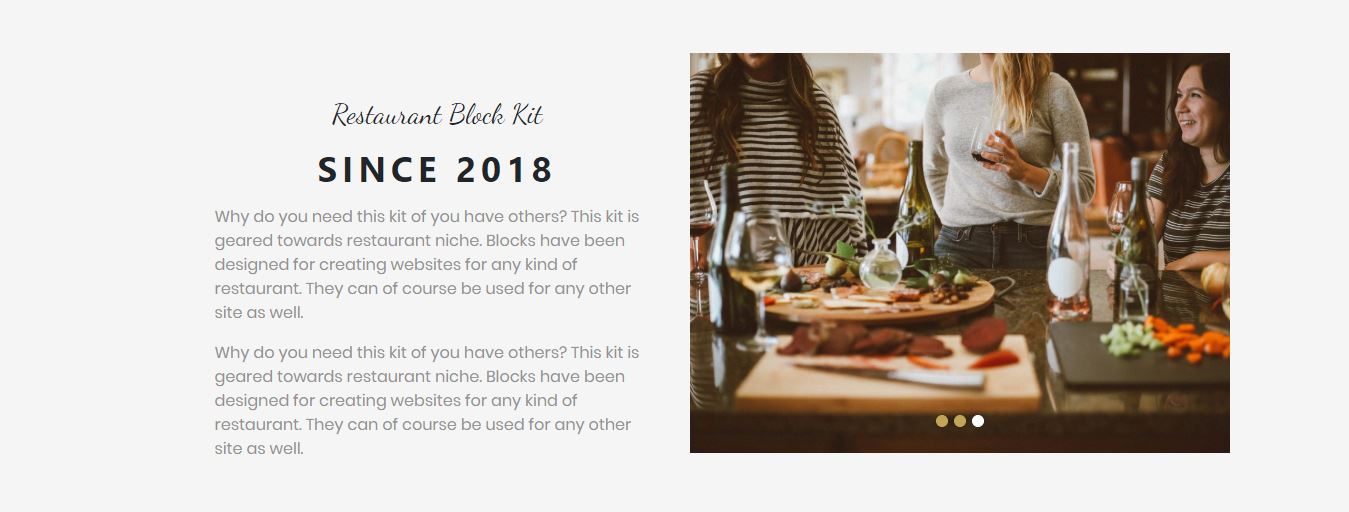 Restaurant Block Kit
SINCE 2018
Why do you need this kit of you have others? This kit is
geared towards restaurant niche. Blocks have been
designed for creating websites for any kind of
restaurant. They can of course be used for any other
site as well.
Why do you need this kit of you have others? This kit is
geared towards restaurant niche. Blocks have been
designed for creating websites for any kind of
restaurant. They can of course be used for any other
site as well.